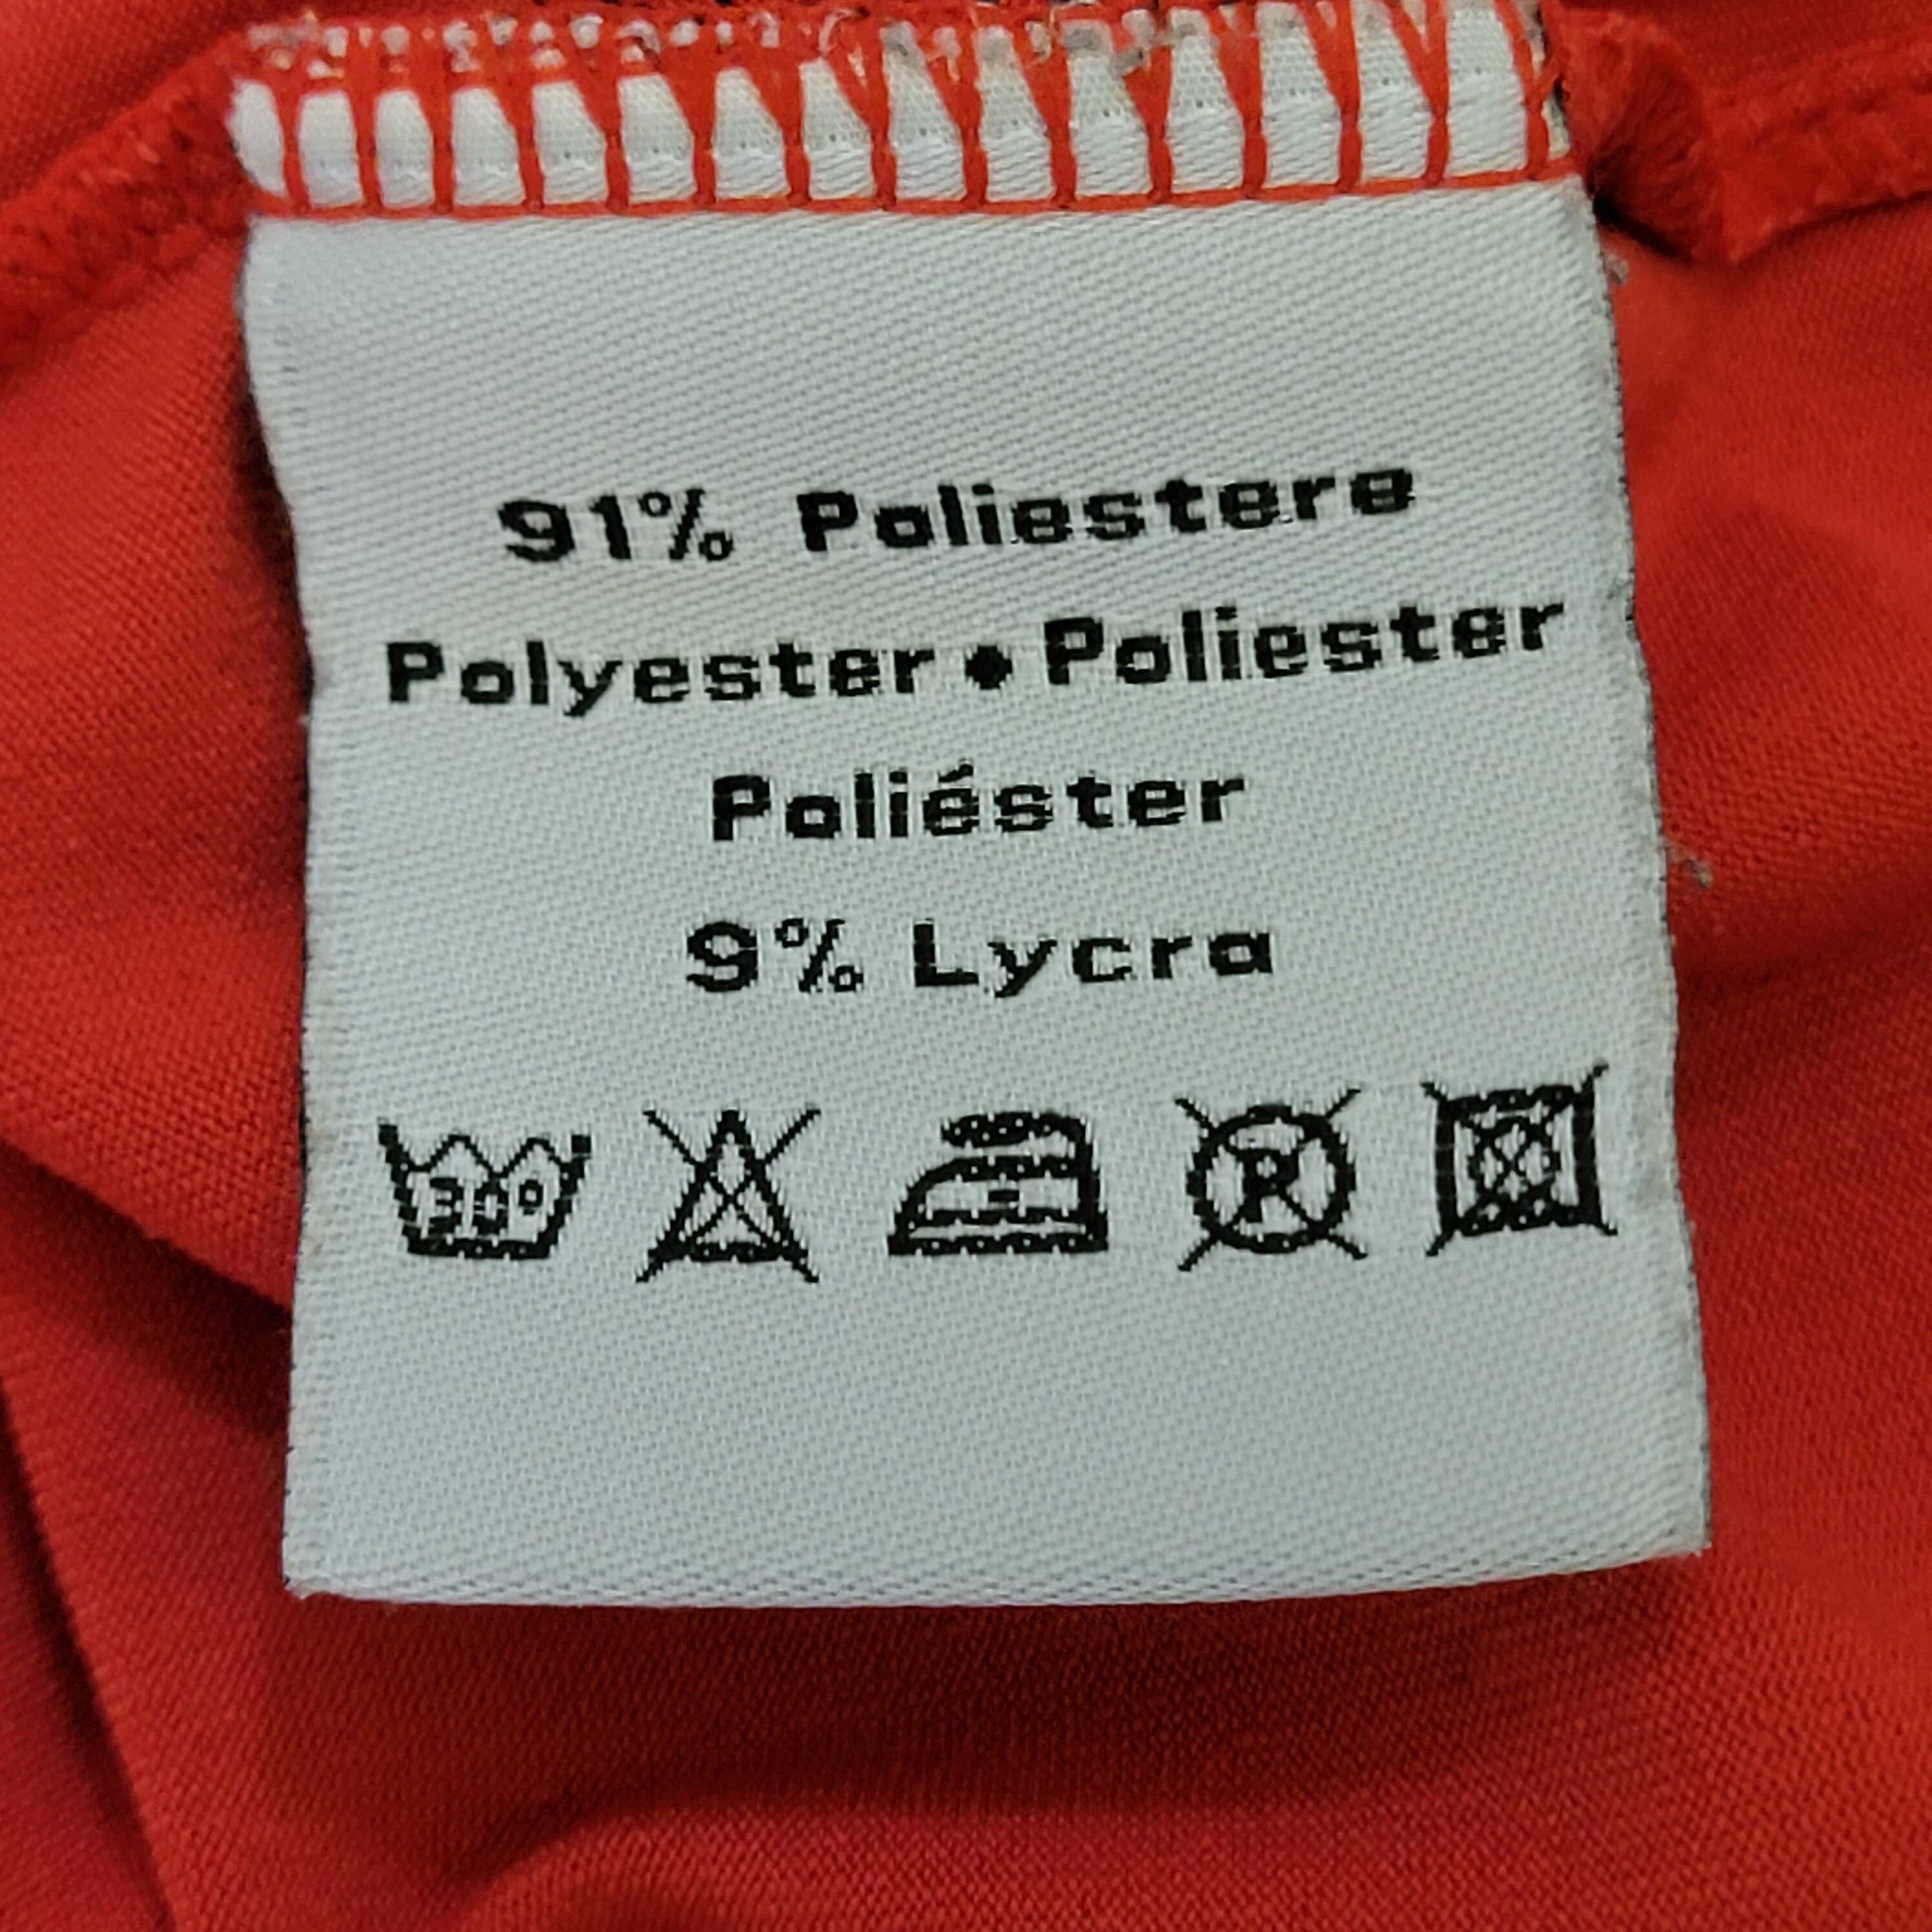 91% Poliestere
Polyester • Poliester
Poliéster
9% Lycra
30° P